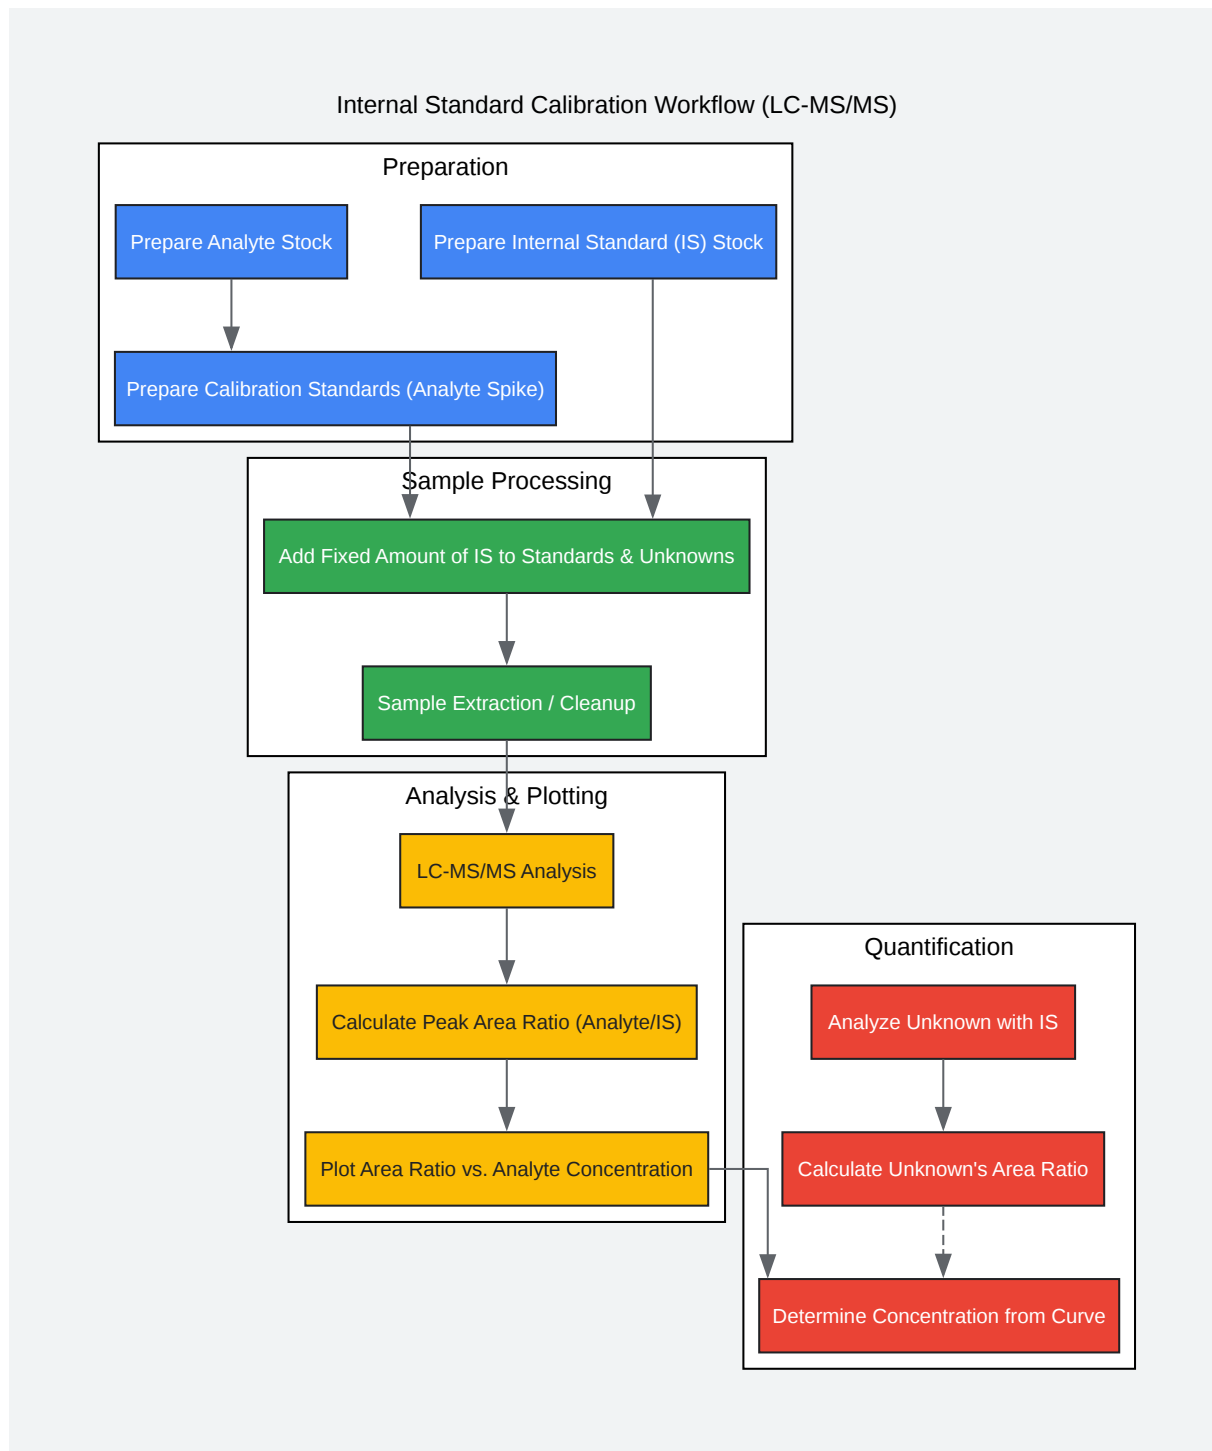 Internal Standard Calibration Workflow (LC-MS/MS)
Preparation
Prepare Analyte Stock
Prepare Internal Standard (IS) Stock
Prepare Calibration Standards (Analyte Spike)
Sample Processing
Add Fixed Amount of IS to Standards & Unknowns
Sample Extraction / Cleanup
Analysis & Plotting
LC-MS/MS Analysis
Calculate Peak Area Ratio (Analyte/IS)
Plot Area Ratio vs. Analyte Concentration
Quantification
Analyze Unknown with IS
Calculate Unknown's Area Ratio
Determine Concentration from Curve